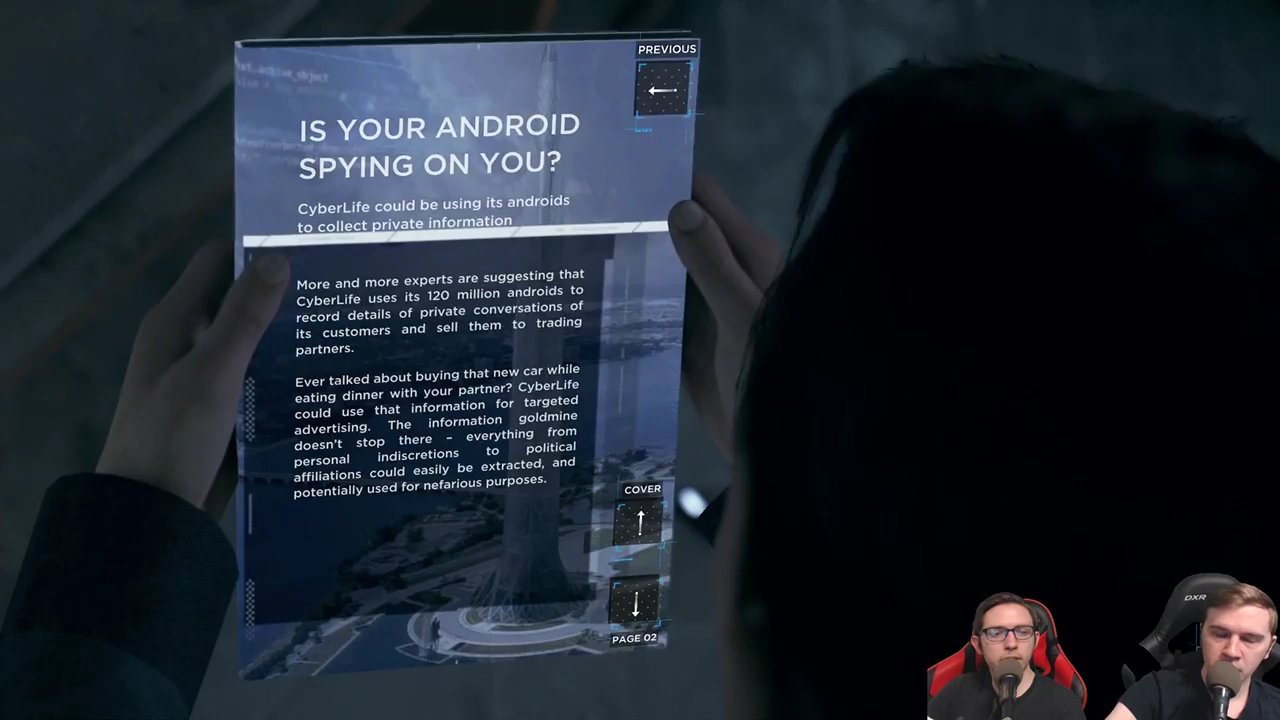 PREVIOUS
IS YOUR ANDROID
SPYING ON YOU?
CyberLife could be using its androids
to collect private information
More and more experts are suggesting that
CyberLife uses its 120 million androids to
record details of private conversations of
its customers and sell them to trading
partners.
Ever talked about buying that new car while
eating dinner with your partner? CyberLife
could use that information for targeted
advertising. The information goldmine
doesn't stop there – everything from
personal indiscretions to political
affiliations could easily be extracted, and
potentially used for nefarious purposes.
COVER
PAGE 02
DXR